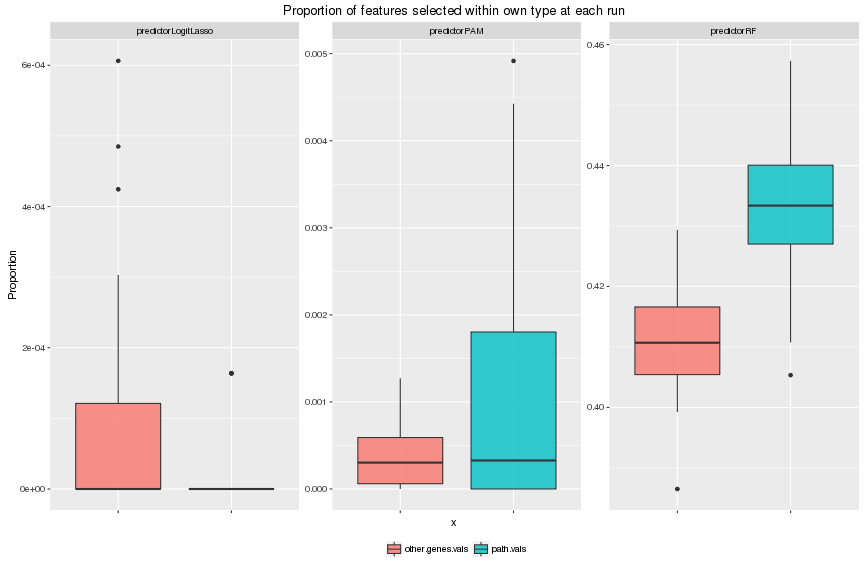 Proportion of features selected within own type at each run
predictorLogitLasso
predictorPAM
predictorRF
Proportion
6e-04
4e-04
2e-04
0e+00
0.005
0.004
0.003
0.002
0.001
0.000
0.46
0.44
0.42
0.40
x
other.genes.vals path.vals